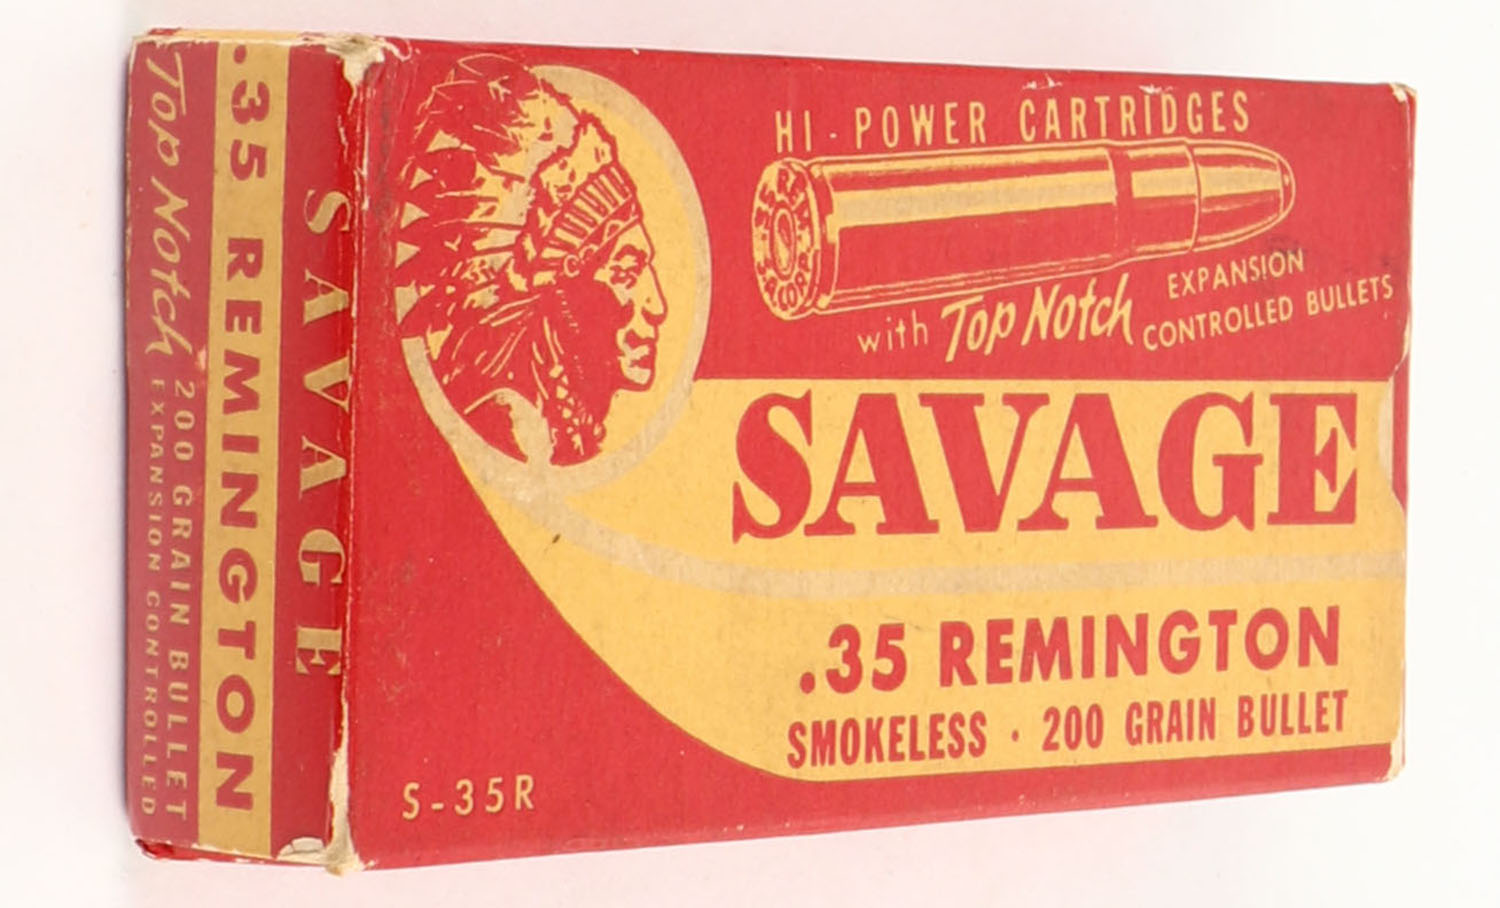 HI-POWER CARTRIDGES
with Top Notch
EXPANSION
CONTROLLED BULLETS
SAVAGE
.35 REMINGTON
SMOKELESS · 200 GRAIN BULLET
S-35R
SAVAGE
.35 REMINGTON
200 GRAIN BULLET
Top Notch EXPANSION CONTROLLED